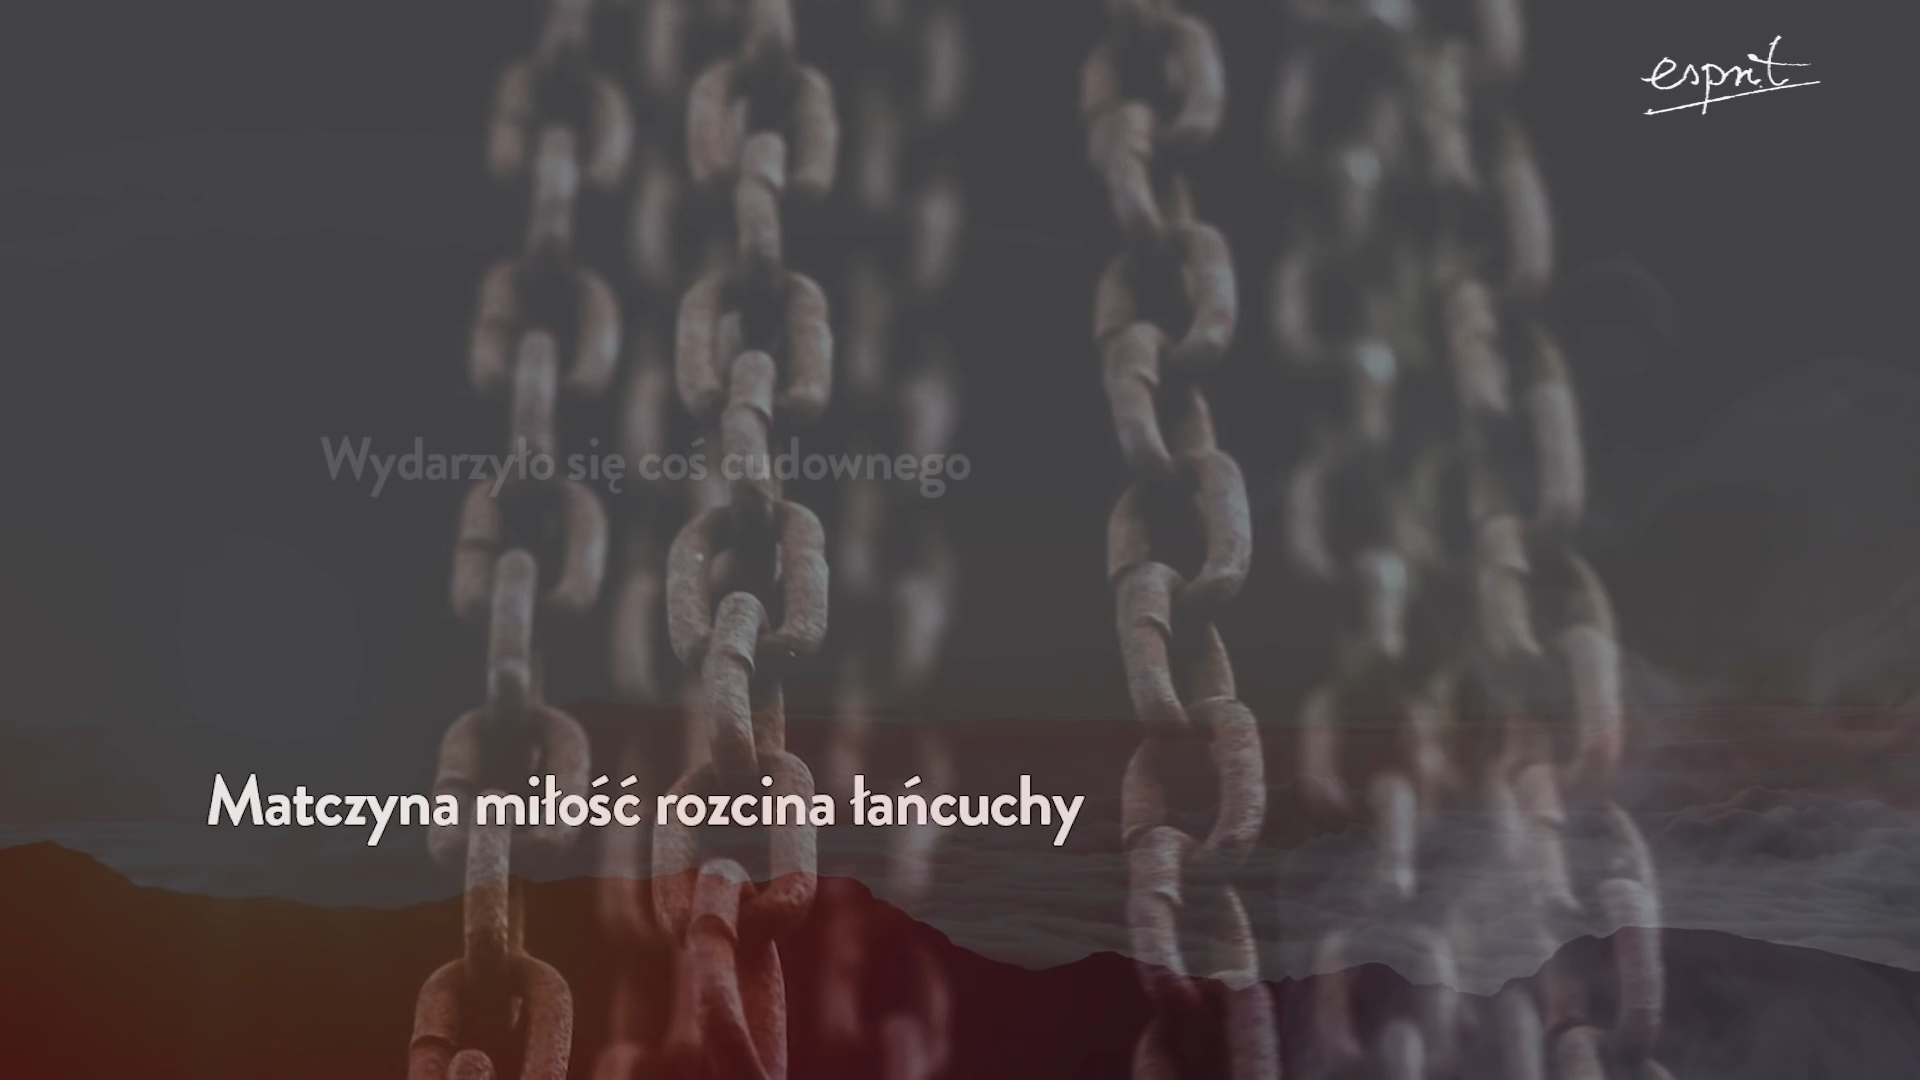 esprit
Wydarzyło się coś cudownego
Matczyna miłość rozcina łańcuchy